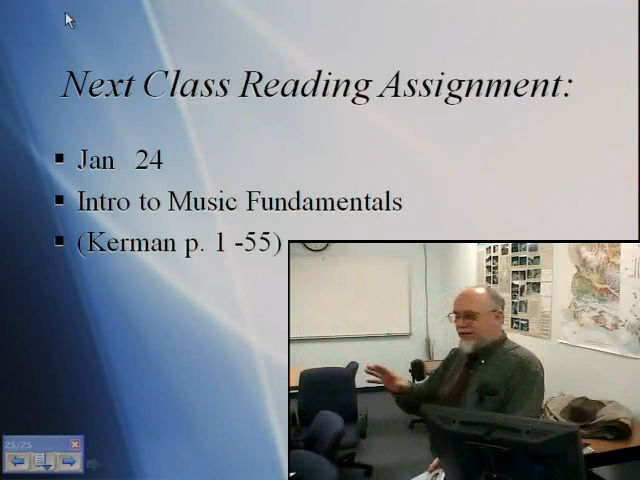 Next Class Reading Assignment:
Jan 24
Intro to Music Fundamentals
(Kerman p. 1 -55)
25/25